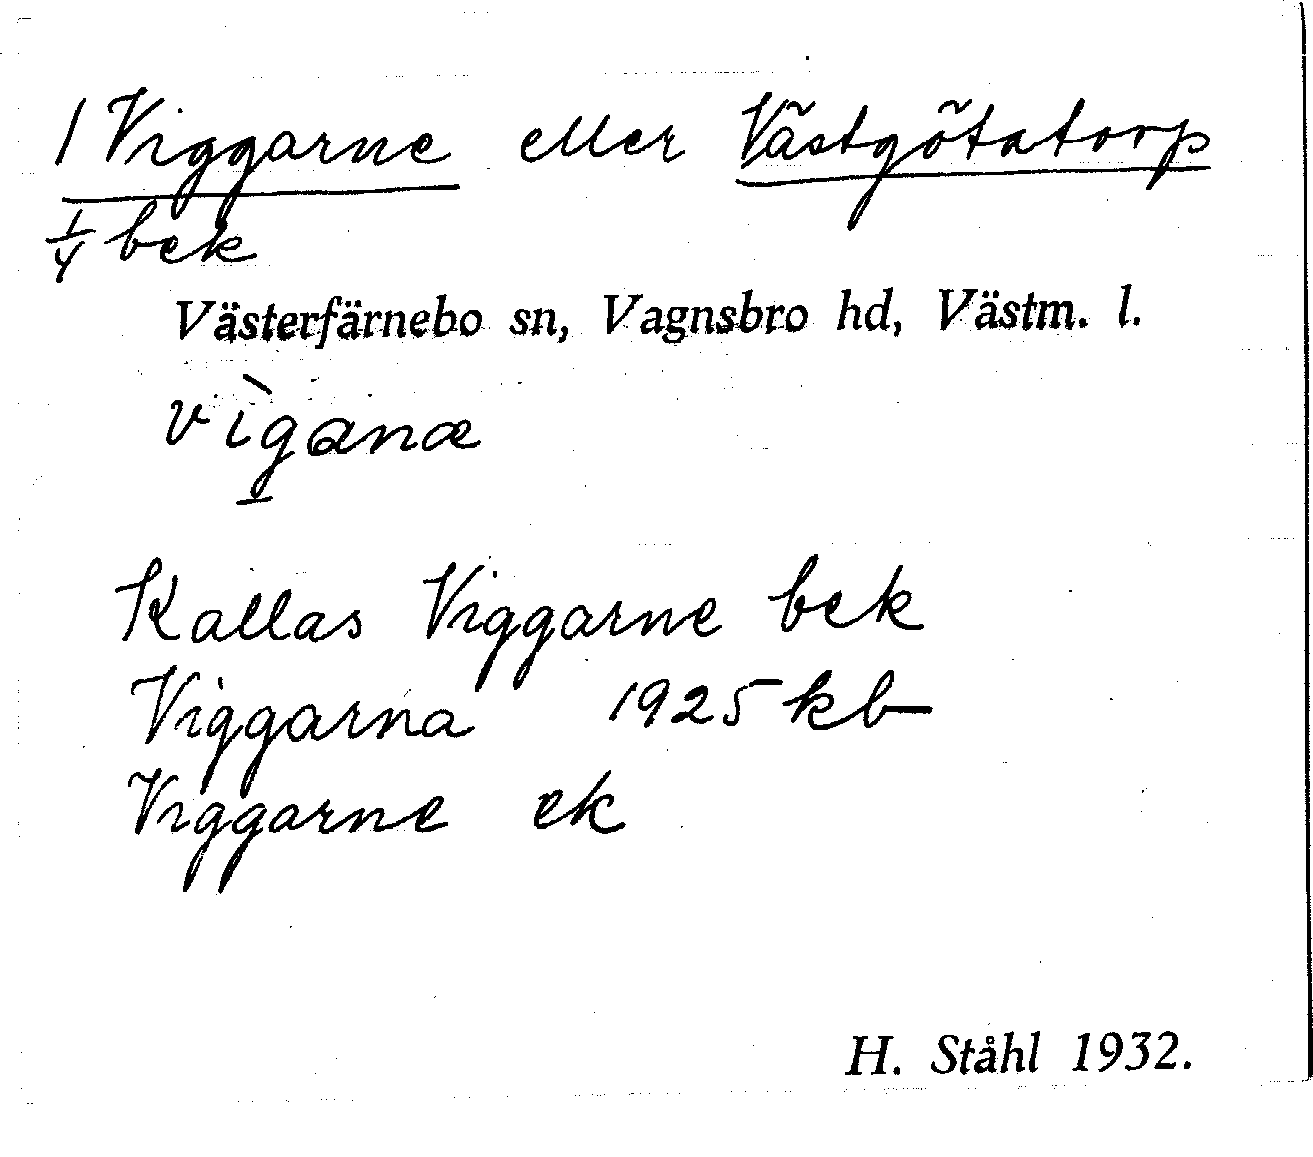 1 Viggarne eller Västgötatorp
1/4 bek
Västerfärnebo sn, Vagnsbro hd, Västm. l.
vìganæ
Kallas Viggarne bek
Viggarna 1925 kb
Viggarne ek
H. Ståhl 1932.